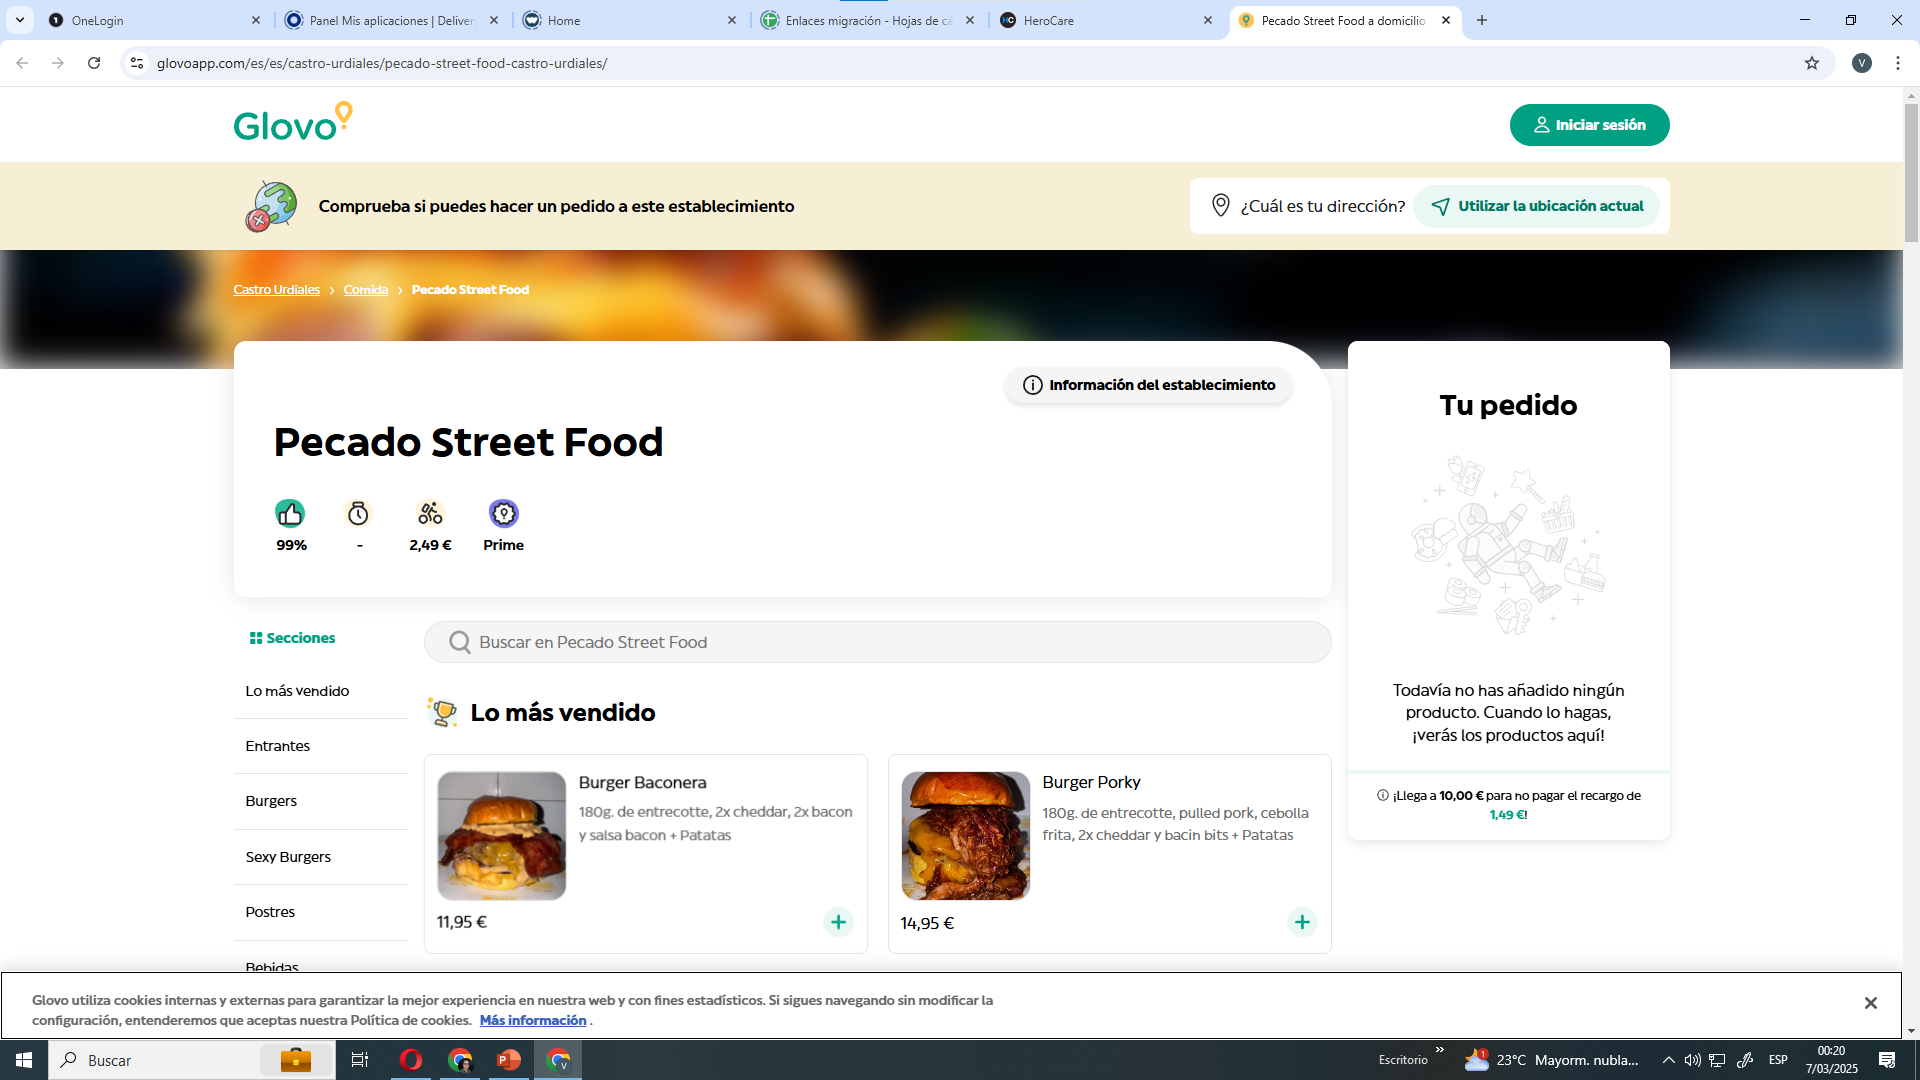 OneLogin
Panel Mis aplicaciones | Deliver
Home
Enlaces migración - Hojas de cá
HeroCare
Pecado Street Food a domicilio
glovoapp.com/es/es/castro-urdiales/pecado-street-food-castro-urdiales/
V
Glovo
Iniciar sesión
Comprueba si puedes hacer un pedido a este establecimiento
¿Cuál es tu dirección?
Utilizar la ubicación actual
Castro Urdiales › Comida › Pecado Street Food
Información del establecimiento
Pecado Street Food
99%
-
2,49 €
Prime
Tu pedido
Todavía no has añadido ningún
producto. Cuando lo hagas,
¡verás los productos aquí!
¡Llega a 10,00 € para no pagar el recargo de
1,49 €!
Secciones
Lo más vendido
Entrantes
Burgers
Sexy Burgers
Postres
Bebidas
Buscar en Pecado Street Food
Lo más vendido
Burger Baconera
180g. de entrecotte, 2x cheddar, 2x bacon
y salsa bacon + Patatas
11,95 €
Burger Porky
180g. de entrecotte, pulled pork, cebolla
frita, 2x cheddar y bacin bits + Patatas
14,95 €
Glovo utiliza cookies internas y externas para garantizar la mejor experiencia en nuestra web y con fines estadísticos. Si sigues navegando sin modificar la
configuración, entenderemos que aceptas nuestra Política de cookies. Más información .
Buscar
Escritorio
1
23°C Mayorm. nubla...
ESP
00:20
7/03/2025